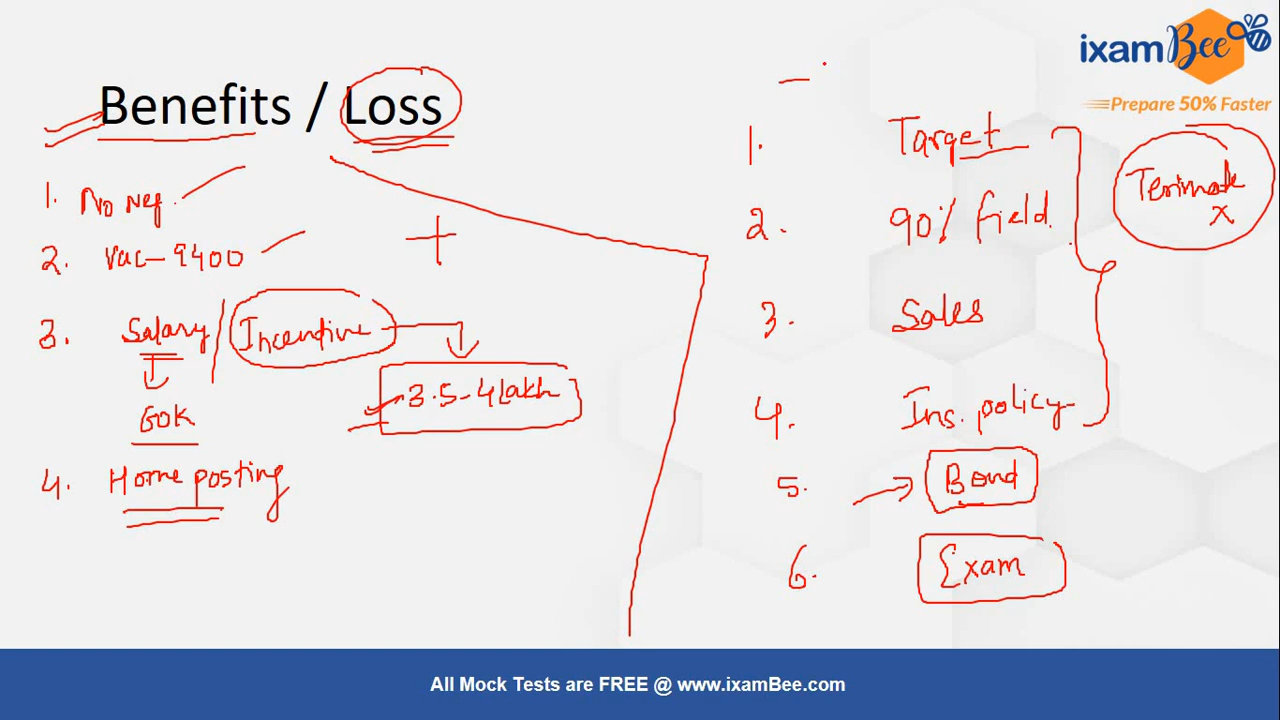 ixamBee
Prepare 50% Faster
Benefits / Loss
1. No neg.
2. Vac-9400
3. Salary / Incentive
60K
3.5-4 Lakh
4. Home posting
+
-
1. Target
2. 90% field
3. Sales
4. Ins. policy
5. Bond
6. Exam
x
All Mock Tests are FREE @ www.ixamBee.com